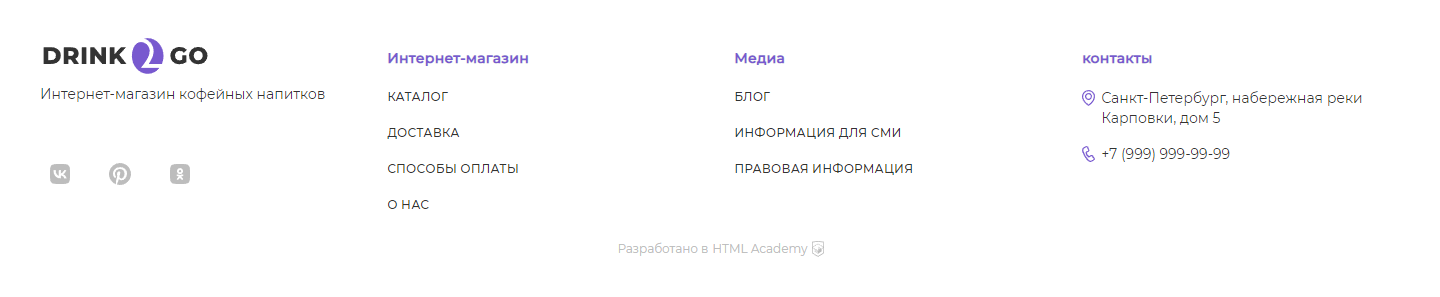 DRINK 2 GO
Интернет-магазин кофейных напитков
Интернет-магазин
КАТАЛОГ
ДОСТАВКА
СПОСОБЫ ОПЛАТЫ
О НАС
Медиа
БЛОГ
ИНФОРМАЦИЯ ДЛЯ СМИ
ПРАВОВАЯ ИНФОРМАЦИЯ
контакты
Санкт-Петербург, набережная реки
Карповки, дом 5
+7 (999) 999-99-99
Разработано в HTML Academy